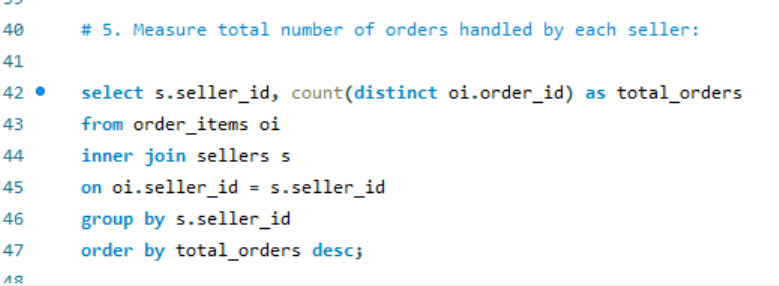 40 # 5. Measure total number of orders handled by each seller:
41
42 select s.seller_id, count(distinct oi.order_id) as total_orders
43 from order_items oi
44 inner join sellers s
45 on oi.seller_id = s.seller_id
46 group by s.seller_id
47 order by total_orders desc;